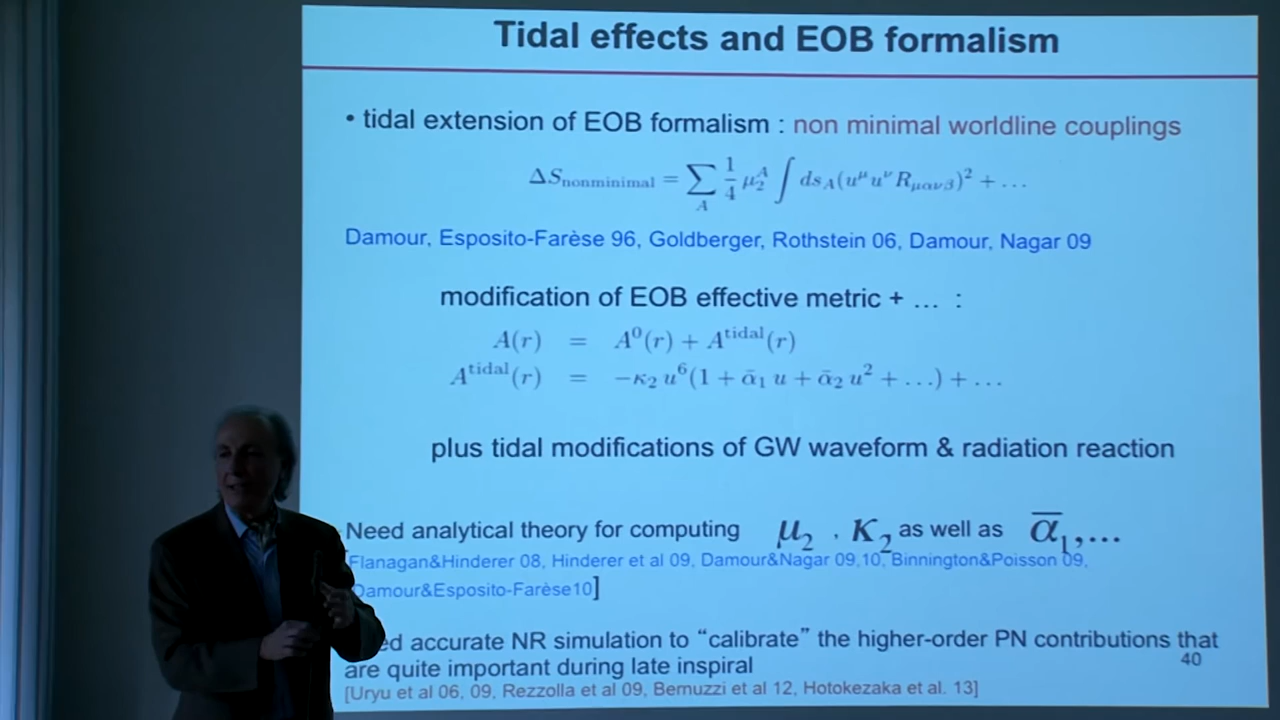 Tidal effects and EOB formalism
• tidal extension of EOB formalism : non minimal worldline couplings
ΔS_nonminimal = ∑_A 1/4 μ_2^A ∫ ds_A (u^μ u^ν R_μανβ)^2 + …
Damour, Esposito-Farèse 96, Goldberger, Rothstein 06, Damour, Nagar 09
modification of EOB effective metric + … :
A(r) = A^0(r) + A^tidal(r)
A^tidal(r) = −κ_2 u^6(1 + ᾱ_1 u + ᾱ_2 u^2 + …) + …
plus tidal modifications of GW waveform & radiation reaction
Need analytical theory for computing μ_2 , κ_2 as well as ᾱ_1,…
[Flanagan&Hinderer 08, Hinderer et al 09, Damour&Nagar 09,10, Binnington&Poisson 09,
Damour&Esposito-Farèse10]
accurate NR simulation to “calibrate” the higher-order PN contributions that
are quite important during late inspiral
40
[Uryu et al 06, 09, Rezzolla et al 09, Bernuzzi et al 12, Hotokezaka et al. 13]